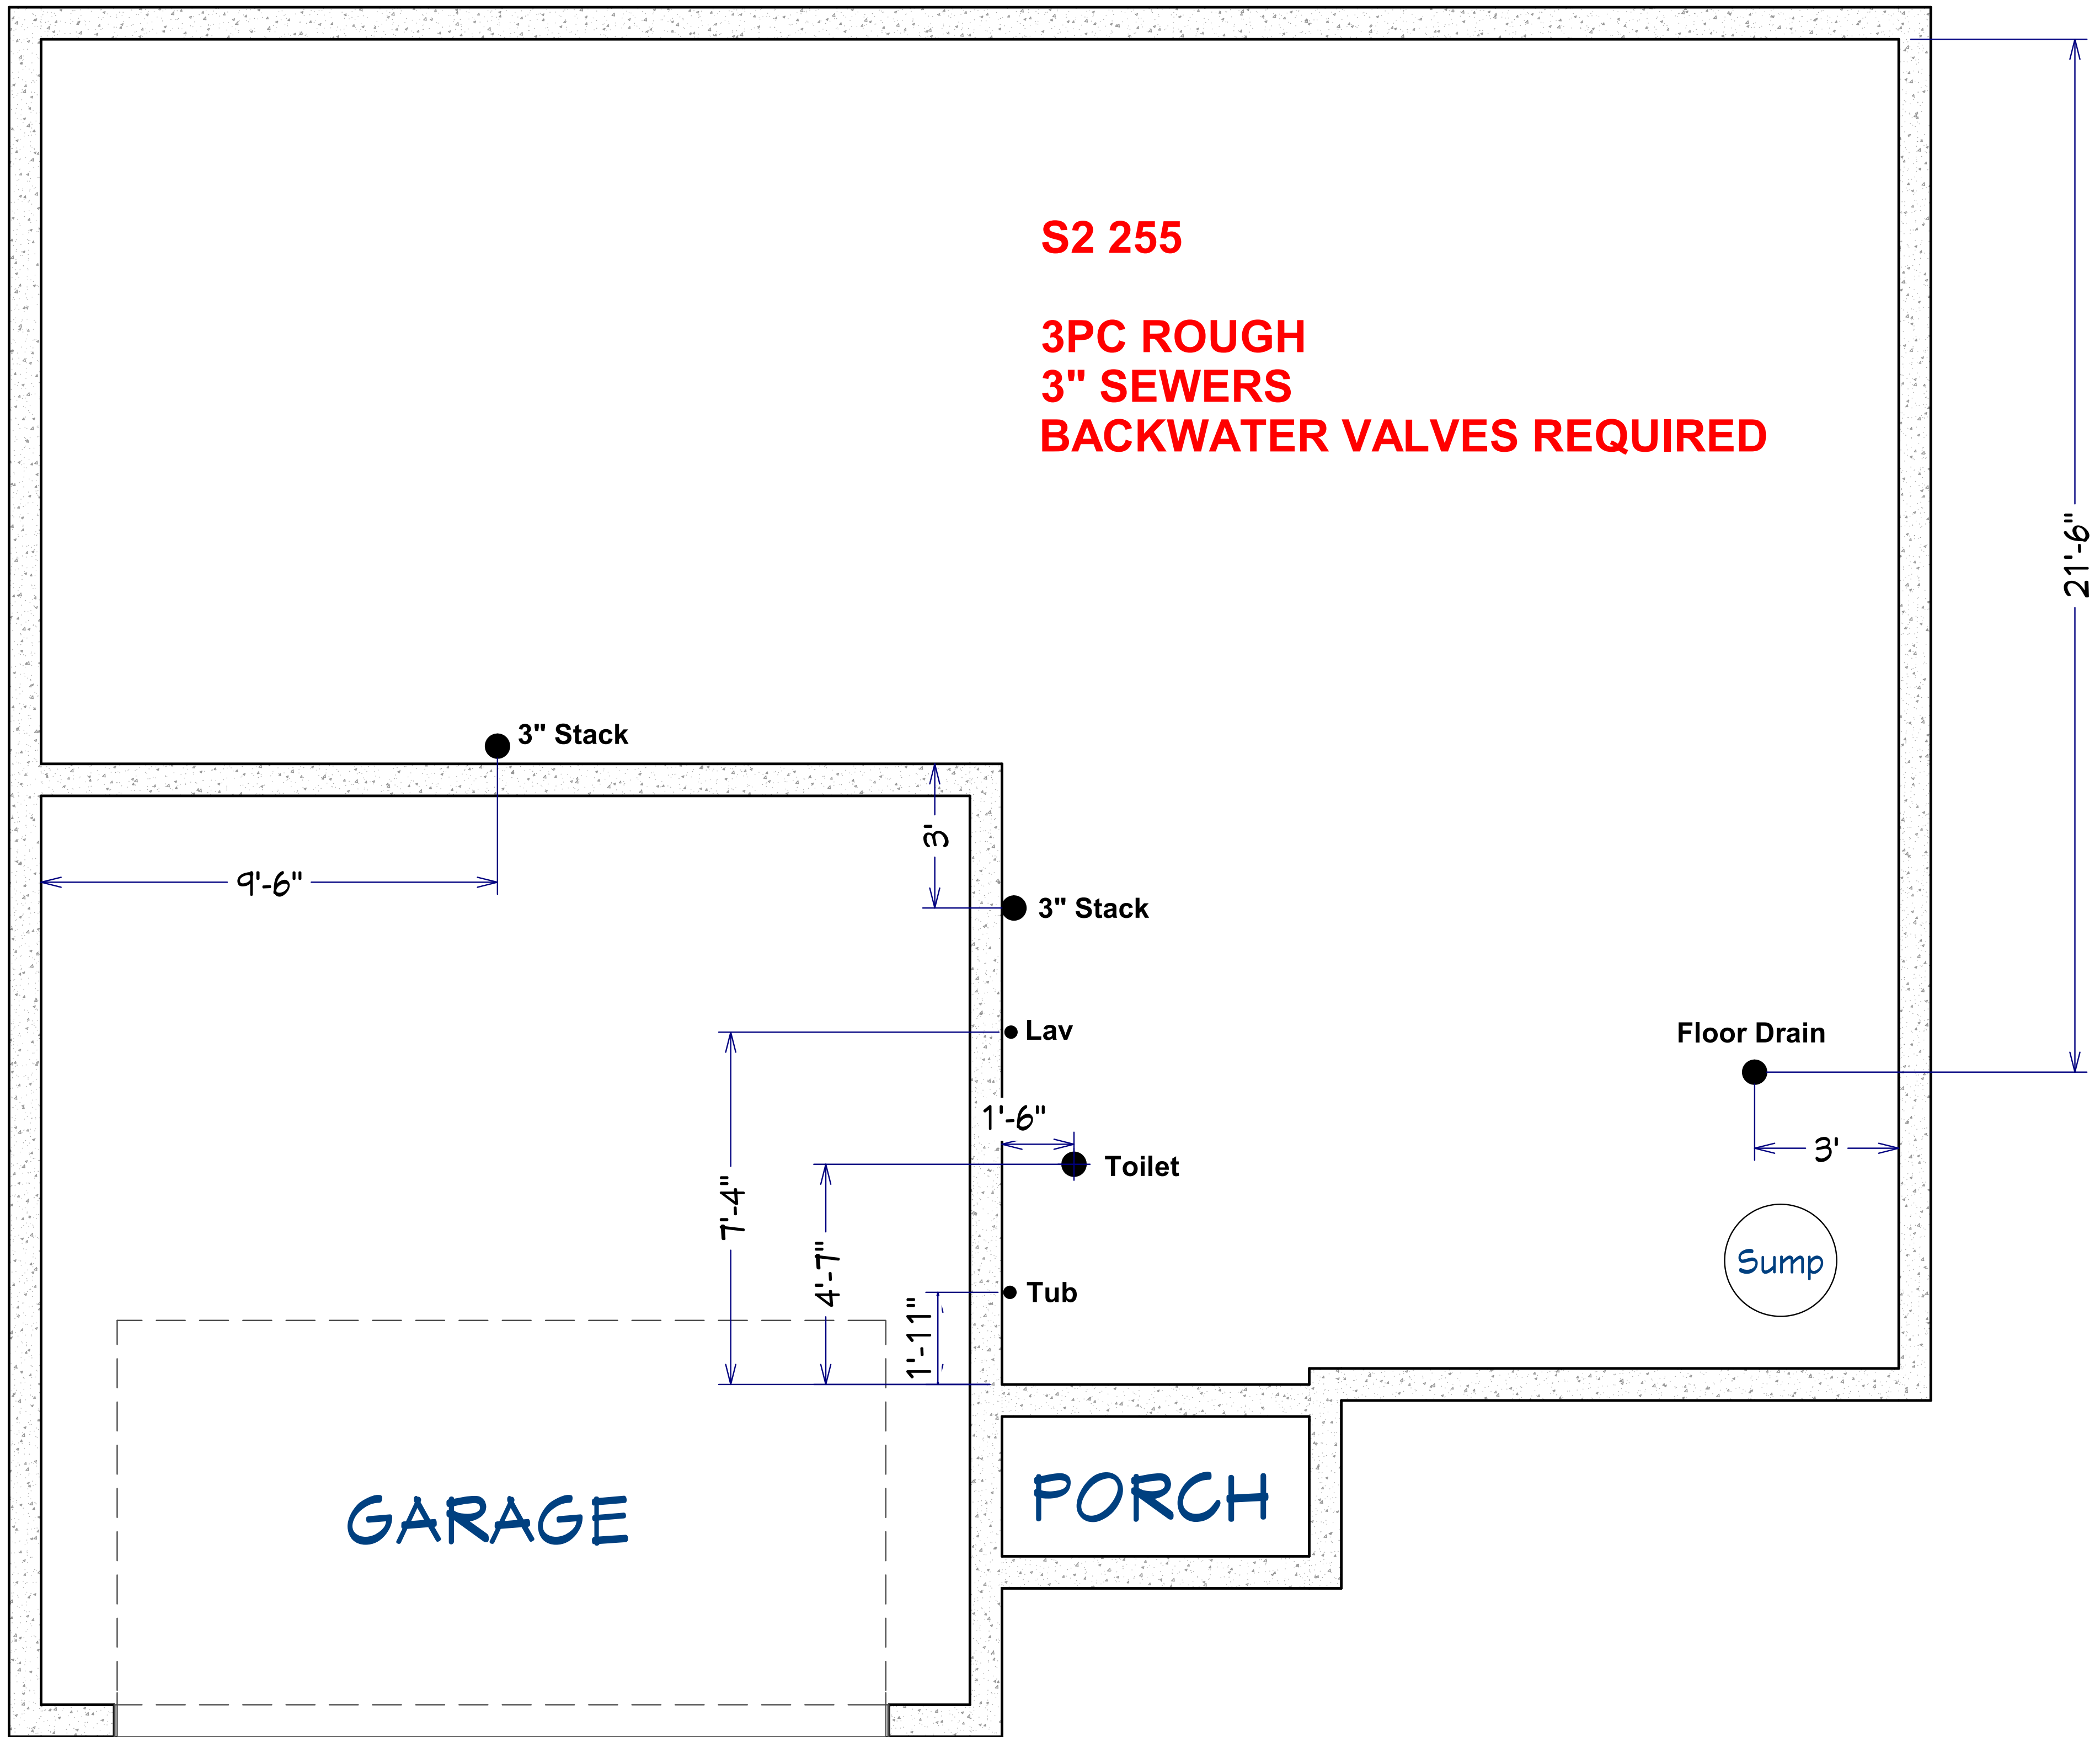 S2 255
3PC ROUGH
3" SEWERS
BACKWATER VALVES REQUIRED
21'-6"
3" Stack
3'
9'-6"
3" Stack
Lav
Floor Drain
1'-6"
3'
Toilet
7'-4"
4'-7"
Sump
Tub
1'-11"
GARAGE
PORCH